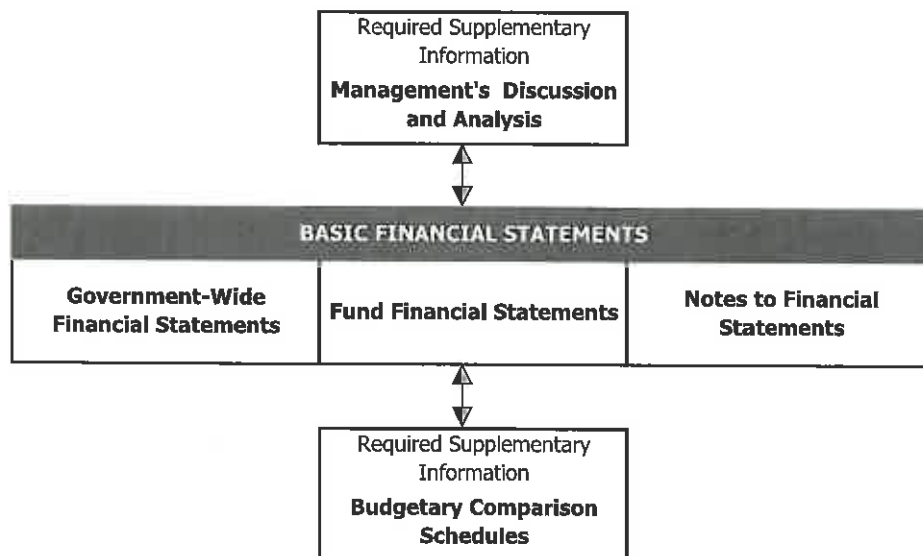 Required Supplementary
Information
Management's Discussion
and Analysis
BASIC FINANCIAL STATEMENTS
Government-Wide
Financial Statements
Fund Financial Statements
Notes to Financial
Statements
Required Supplementary
Information
Budgetary Comparison
Schedules